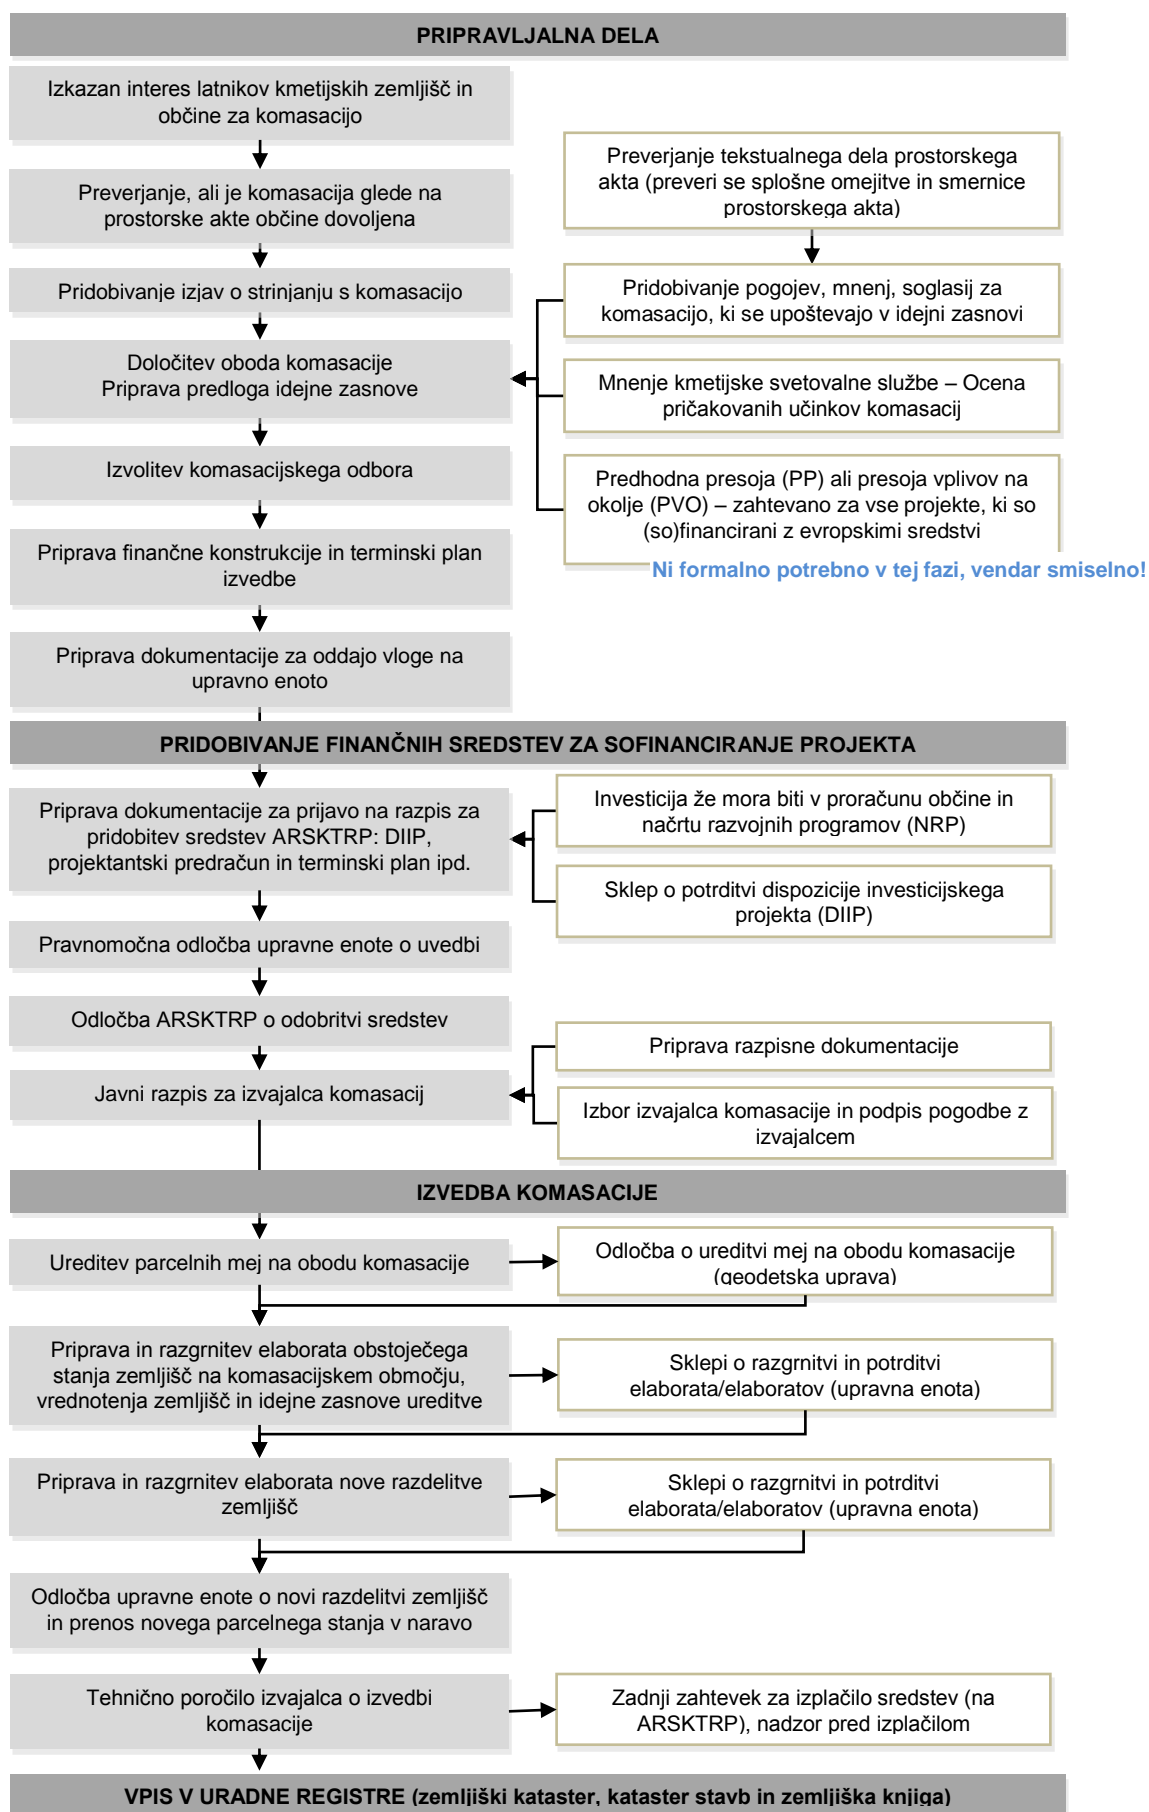 PRIPRAVLJALNA DELA
Izkazan interes latnikov kmetijskih zemljišč in
občine za komasacijo
Preverjanje, ali je komasacija glede na
prostorske akte občine dovoljena
Pridobivanje izjav o strinjanju s komasacijo
Določitev oboda komasacije
Priprava predloga idejne zasnove
Izvolitev komasacijskega odbora
Priprava finančne konstrukcije in terminski plan
izvedbe
Priprava dokumentacije za oddajo vloge na
upravno enoto
Preverjanje tekstualnega dela prostorskega
akta (preveri se splošne omejitve in smernice
prostorskega akta)
Pridobivanje pogojev, mnenj, soglasij za
komasacijo, ki se upoštevajo v idejni zasnovi
Mnenje kmetijske svetovalne službe – Ocena
pričakovanih učinkov komasacij
Predhodna presoja (PP) ali presoja vplivov na
okolje (PVO) – zahtevano za vse projekte, ki so
(so)financirani z evropskimi sredstvi
Ni formalno potrebno v tej fazi, vendar smiselno!
PRIDOBIVANJE FINANČNIH SREDSTEV ZA SOFINANCIRANJE PROJEKTA
Priprava dokumentacije za prijavo na razpis za
pridobitev sredstev ARSKTRP: DIIP,
projektantski predračun in terminski plan ipd.
Investicija že mora biti v proračunu občine in
načrtu razvojnih programov (NRP)
Sklep o potrditvi dispozicije investicijskega
projekta (DIIP)
Pravnomočna odločba upravne enote o uvedbi
Odločba ARSKTRP o odobritvi sredstev
Javni razpis za izvajalca komasacij
Priprava razpisne dokumentacije
Izbor izvajalca komasacije in podpis pogodbe z
izvajalcem
IZVEDBA KOMASACIJE
Ureditev parcelnih mej na obodu komasacije
Odločba o ureditvi mej na obodu komasacije
(geodetska uprava)
Priprava in razgrnitev elaborata obstoječega
stanja zemljišč na komasacijskem območju,
vrednotenja zemljišč in idejne zasnove ureditve
Sklepi o razgrnitvi in potrditvi
elaborata/elaboratov (upravna enota)
Priprava in razgrnitev elaborata nove razdelitve
zemljišč
Sklepi o razgrnitvi in potrditvi
elaborata/elaboratov (upravna enota)
Odločba upravne enote o novi razdelitvi zemljišč
in prenos novega parcelnega stanja v naravo
Tehnično poročilo izvajalca o izvedbi
komasacije
Zadnji zahtevek za izplačilo sredstev (na
ARSKTRP), nadzor pred izplačilom
VPIS V URADNE REGISTRE (zemljiški kataster, kataster stavb in zemljiška knjiga)